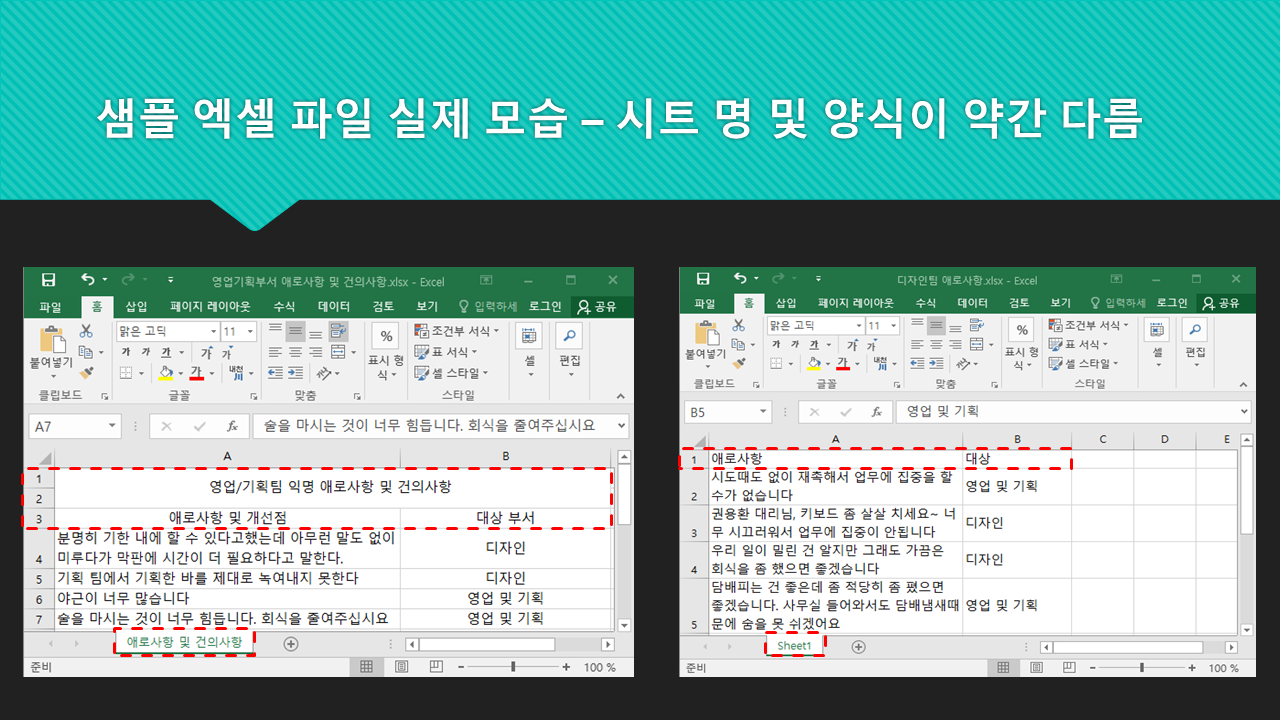 샘플 엑셀 파일 실제 모습 – 시트 명 및 양식이 약간 다름
영업기획부서 애로사항 및 건의사항.xlsx - Excel
파일 홈 삽입 페이지 레이아웃 수식 데이터 검토 보기 입력하세 로그인 공유
맑은 고딕 11
붙여넣기
가 가 가 가 가
가 내천
%
표시 형
식
조건부 서식
표 서식
셀 스타일
셀
편집
클립보드 글꼴 맞춤 스타일
A7 fx 술을 마시는 것이 너무 힘듭니다. 회식을 줄여주십시요
A B
1 영업/기획팀 익명 애로사항 및 건의사항
2
3 애로사항 및 개선점 대상 부서
분명히 기한 내에 할 수 있다고했는데 아무런 말도 없이
4 미루다가 막판에 시간이 더 필요하다고 말한다. 디자인
5 기획 팀에서 기획한 바를 제대로 녹여내지 못한다 디자인
6 야근이 너무 많습니다 영업 및 기획
7 술을 마시는 것이 너무 힘듭니다. 회식을 줄여주십시요 영업 및 기획
애로사항 및 건의사항
준비 100 %
디자인팀 애로사항.xlsx - Excel
파일 홈 삽입 페이지 레이아웃 수식 데이터 검토 보기 입력하세 로그인 공유
맑은 고딕 11
붙여넣기
가 가 가 가 가
가 내천
%
표시 형
식
조건부 서식
표 서식
셀 스타일
셀
편집
클립보드 글꼴 맞춤 스타일
B5 fx 영업 및 기획
A B C D E
1 애로사항 대상
시도때도 없이 재촉해서 업무에 집중을 할
2 수가 없습니다 영업 및 기획
권용환 대리님, 키보드 좀 살살 치세요~ 너
3 무 시끄러워서 업무에 집중이 안됩니다 디자인
우리 일이 밀린 건 알지만 그래도 가끔은
4 회식을 좀 했으면 좋겠습니다 디자인
담배피는 건 좋은데 좀 적당히 좀 폈으면
좋겠습니다. 사무실 들어와서도 담배냄새때 영업 및 기획
5 문에 숨을 못 쉬겠어요
Sheet1
준비 100 %